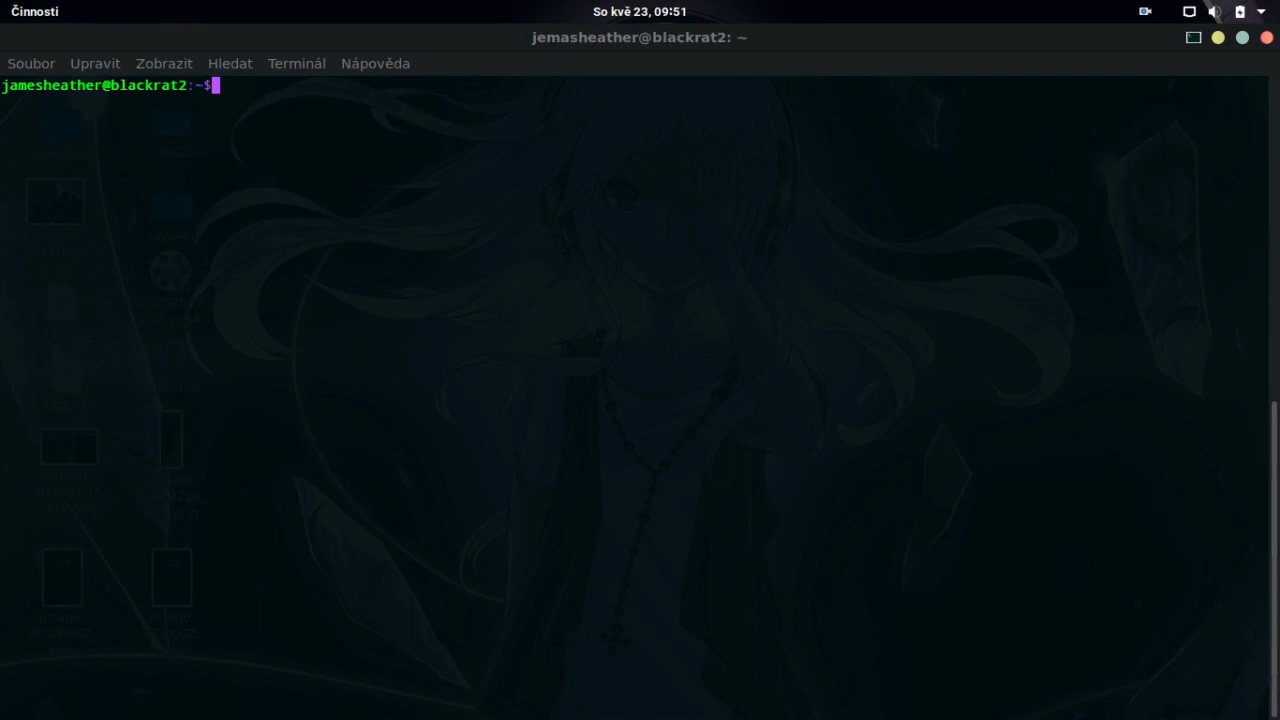 Činnosti
So kvě 23, 09:51
jemasheather@blackrat2: ~
Soubor Upravit Zobrazit Hledat Terminál Nápověda
jamesheather@blackrat2:~$